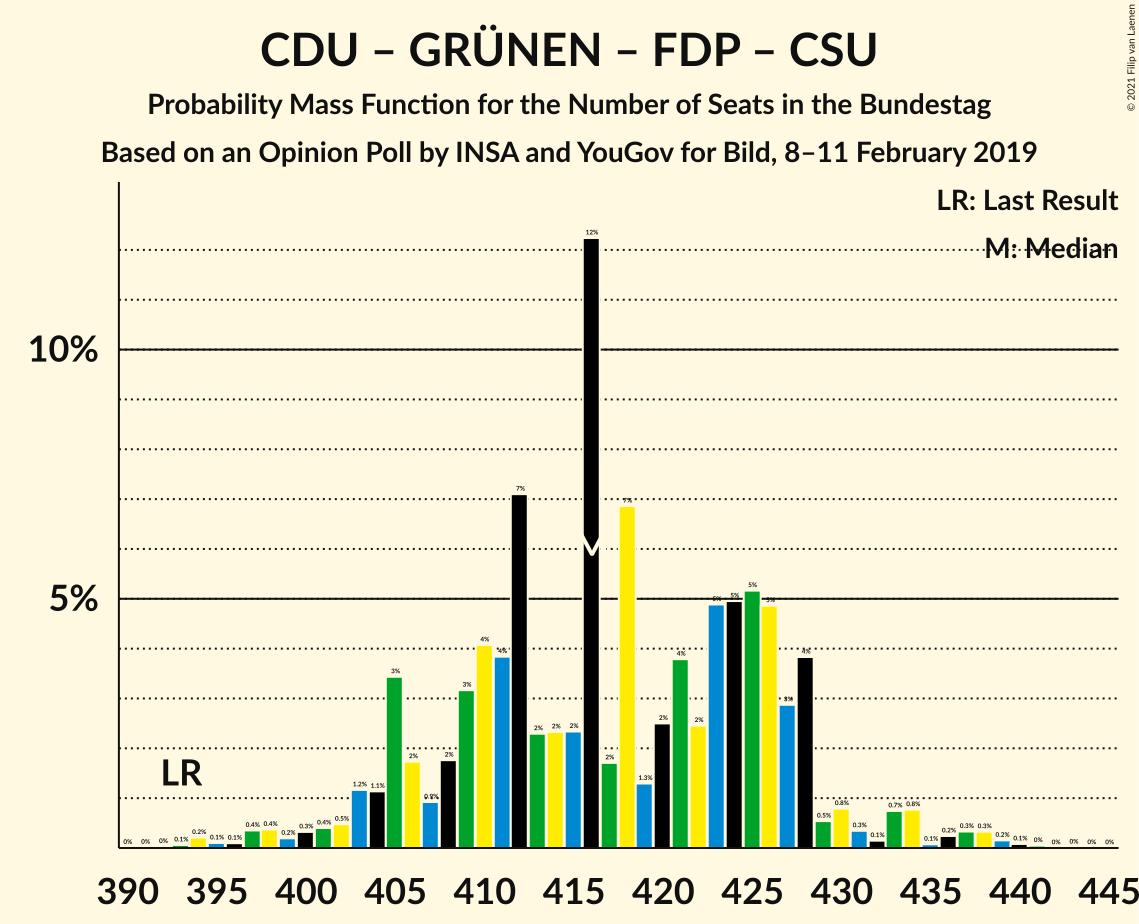 CDU – GRÜNEN – FDP – CSU
Probability Mass Function for the Number of Seats in the Bundestag
Based on an Opinion Poll by INSA and YouGov for Bild, 8–11 February 2019
© 2021 Filip van Laenen
LR: Last Result
M: Median
10%
5%
LR
M
0% 0% 0% 0.1% 0.2% 0.1% 0.1% 0.4% 0.4% 0.2% 0.3% 0.4% 0.5% 1.2% 1.1% 3% 2% 0.9% 2% 3% 4% 4% 7% 2% 2% 2% 12% 2% 7% 1.3% 2% 4% 2% 5% 5% 5% 5% 3% 4% 0.5% 0.8% 0.3% 0.1% 0.7% 0.8% 0.1% 0.2% 0.3% 0.3% 0.2% 0.1% 0% 0% 0% 0% 0%
390 395 400 405 410 415 420 425 430 435 440 445